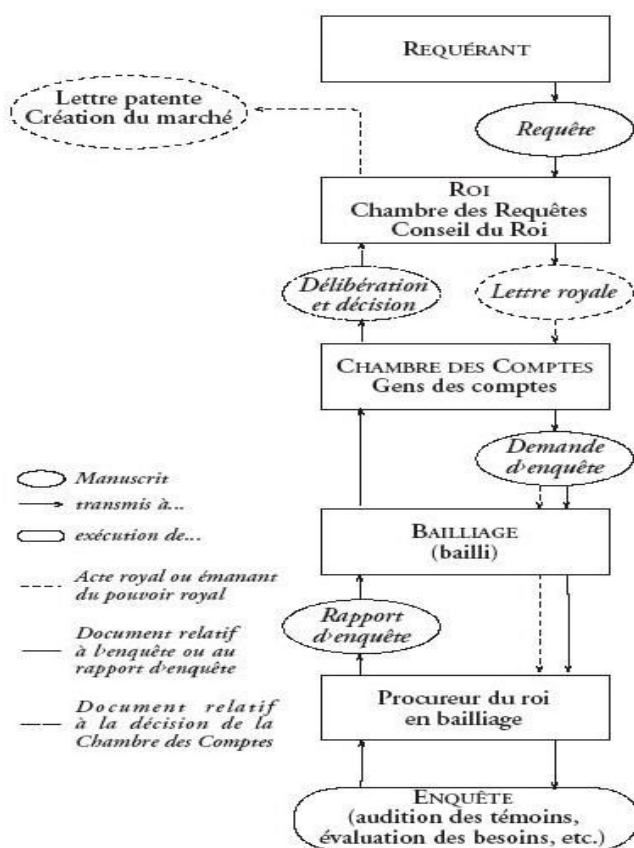 REQUÉRANT
Lettre patente
Création du marché
Requête
ROI
Chambre des Requêtes
Conseil du Roi
Délibération
et décision
Lettre royale
CHAMBRE DES COMPTES
Gens des comptes
Demande
d'enquête
Manuscrit
transmis à...
exécution de...
BAILLIAGE
(bailli)
Acte royal ou émanant
du pouvoir royal
Rapport
d'enquête
Document relatif
à l'enquête ou au
rapport d'enquête
Procureur du roi
en bailliage
Document relatif
à la décision de la
Chambre des Comptes
ENQUÊTE
(audition des témoins,
évaluation des besoins, etc.)